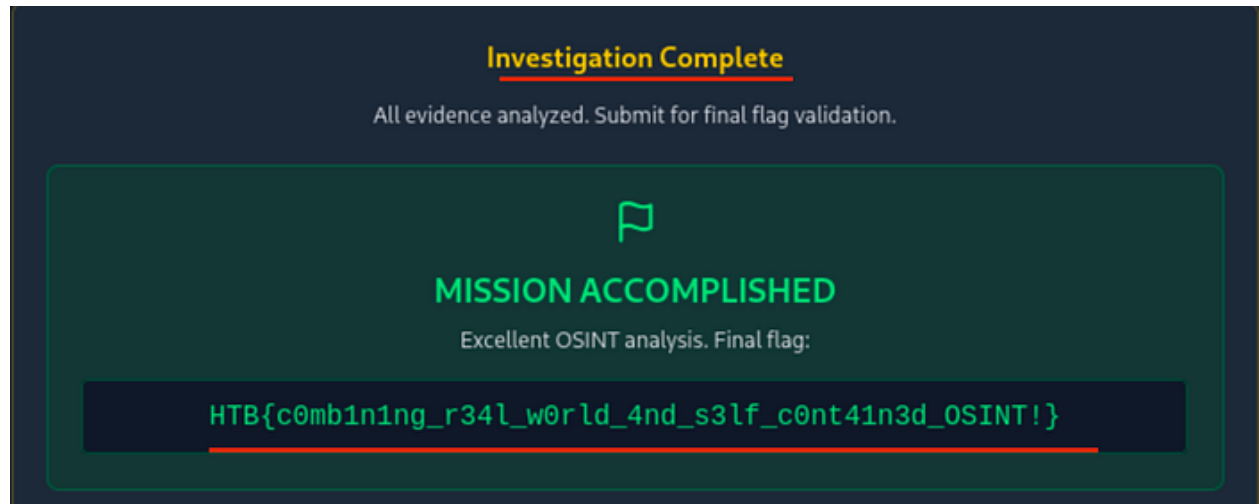 Investigation Complete
All evidence analyzed. Submit for final flag validation.
MISSION ACCOMPLISHED
Excellent OSINT analysis. Final flag:
HTB{c0mb1n1ng_r34l_w0rld_4nd_s3lf_c0nt41n3d_OSINT!}